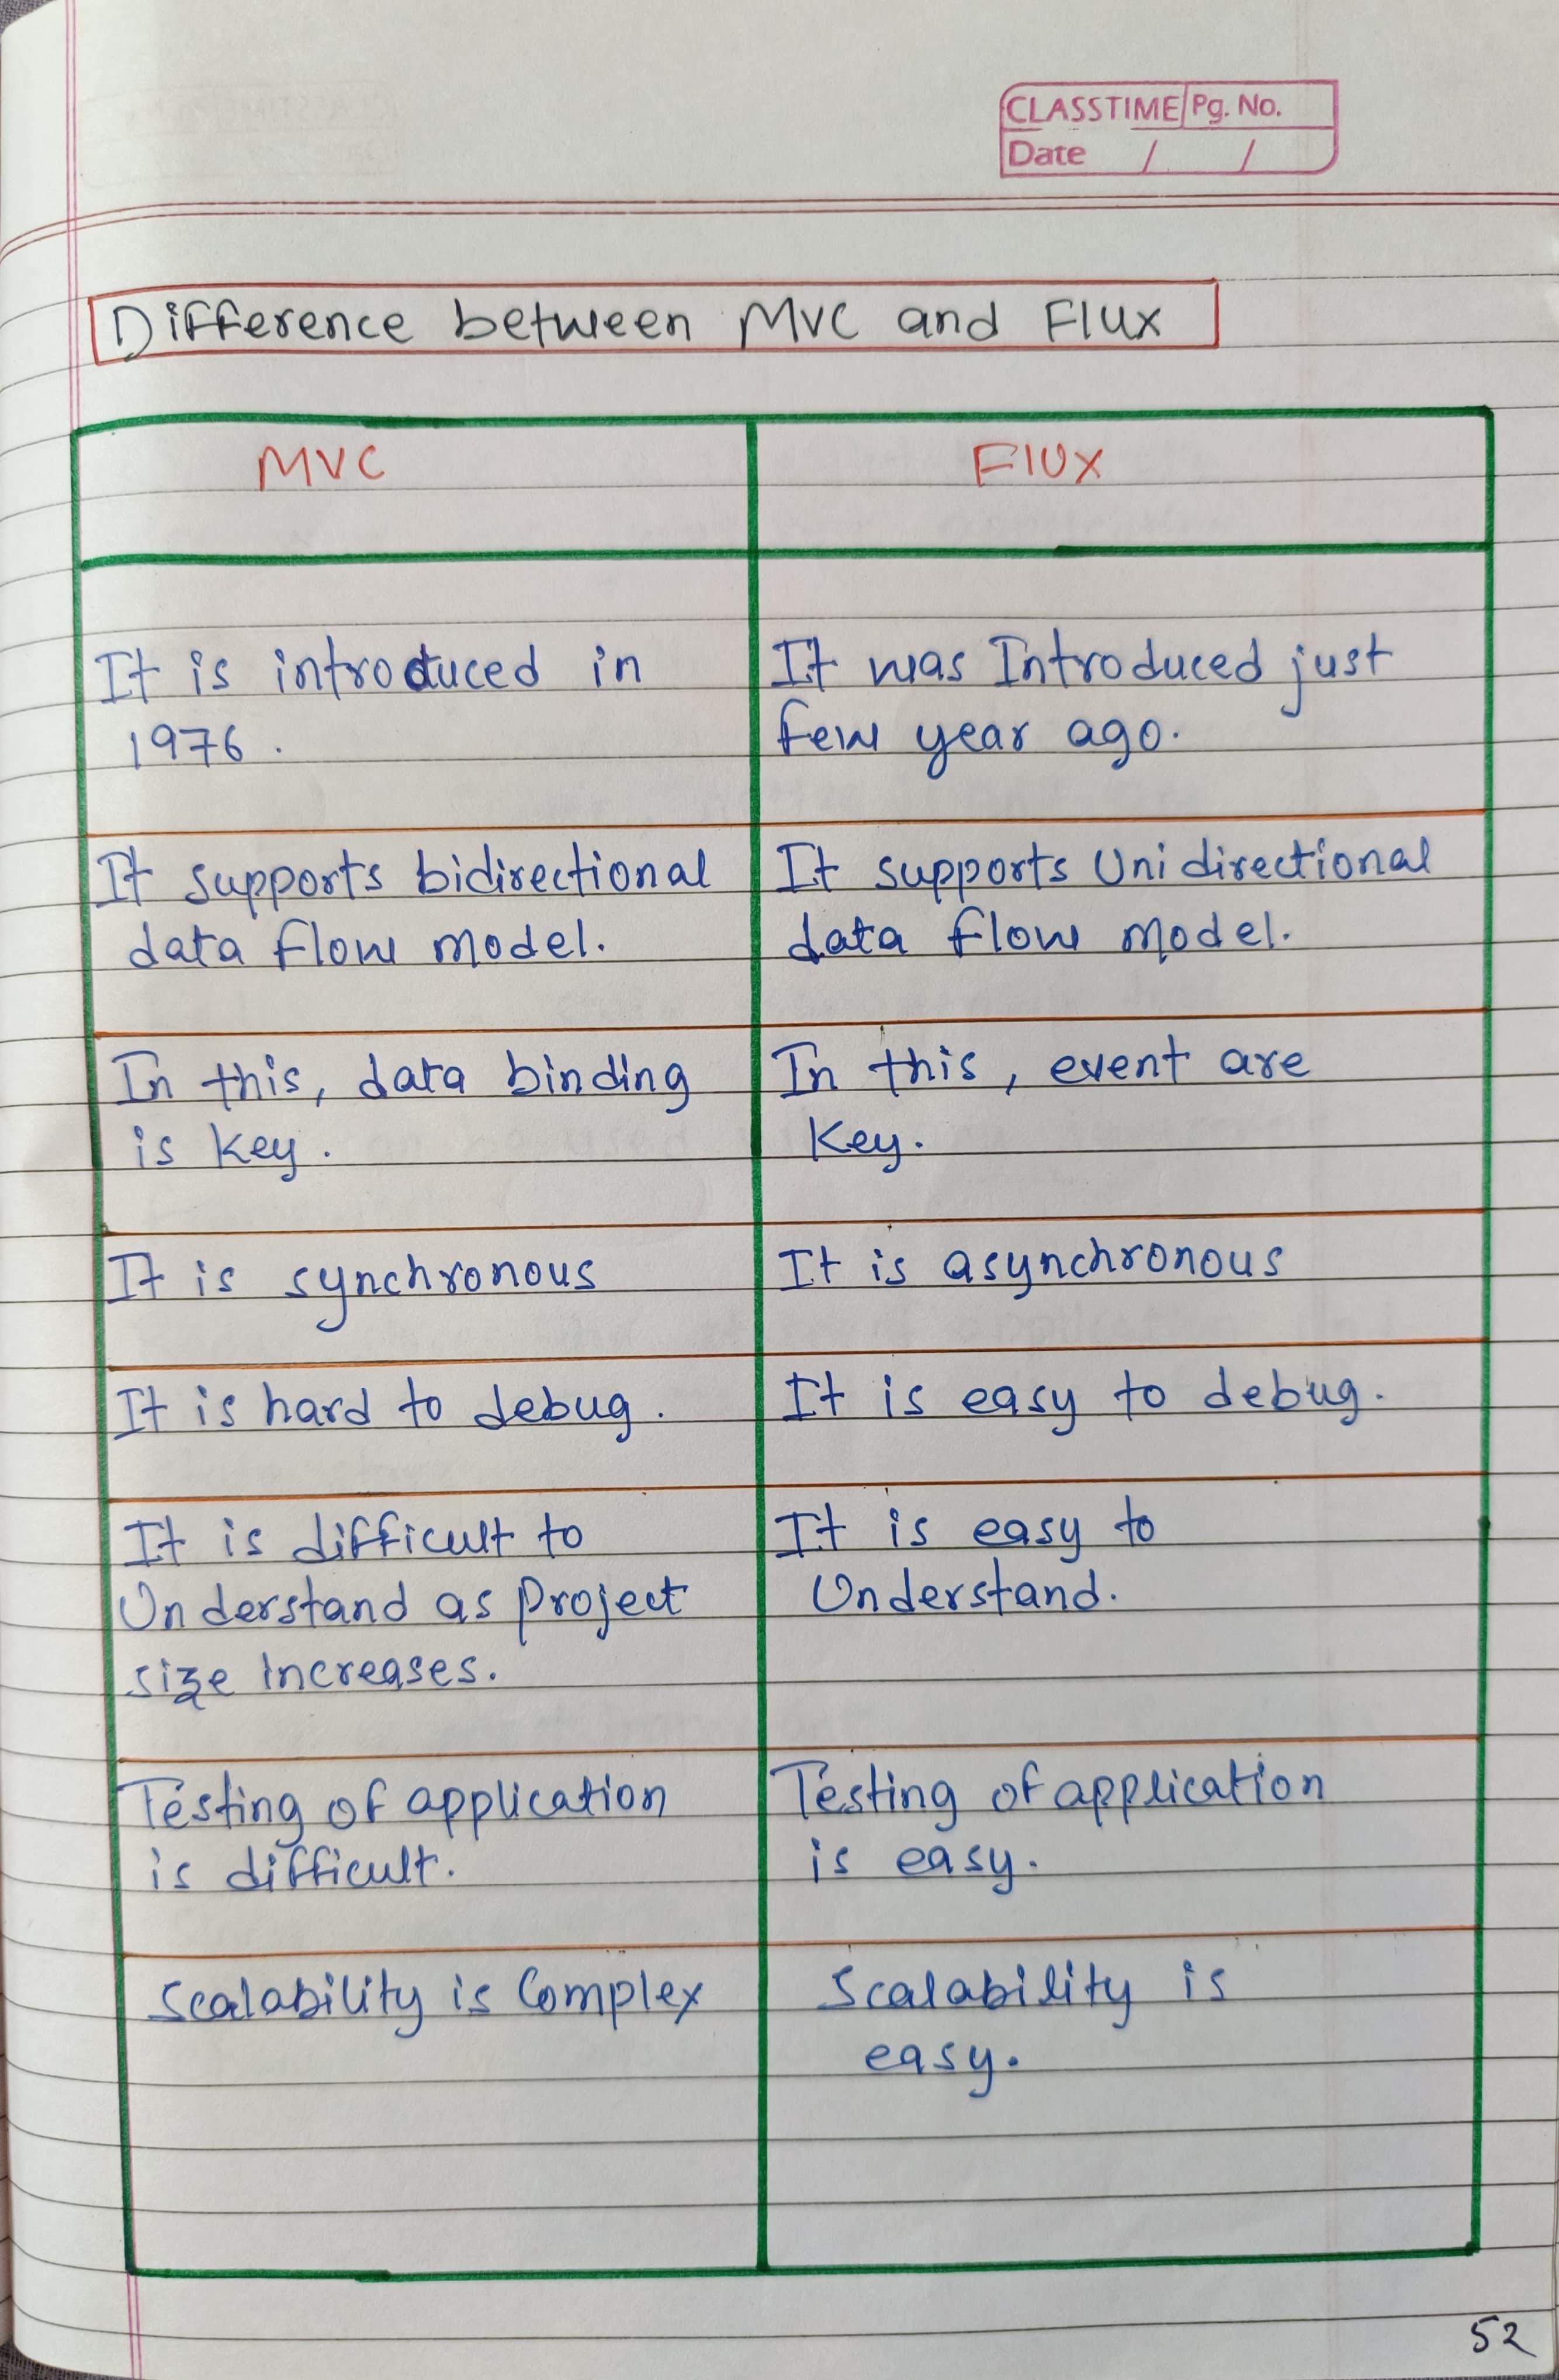 CLASSTIME Pg. No.
Date / /
Difference between MVC and Flux
MVC
Flux
It is introduced in
1976.
It was Introduced just
few year ago.
It supports bidirectional
data flow model.
It supports Unidirectional
data flow model.
In this, data binding
is key.
In this, event are
key.
It is synchronous
It is asynchronous
It is hard to debug.
It is easy to debug.
It is difficult to
Understand as Project
size increases.
It is easy to
Understand.
Testing of application
is difficult.
Testing of application
is easy.
Scalability is Complex
Scalability is
easy.
52